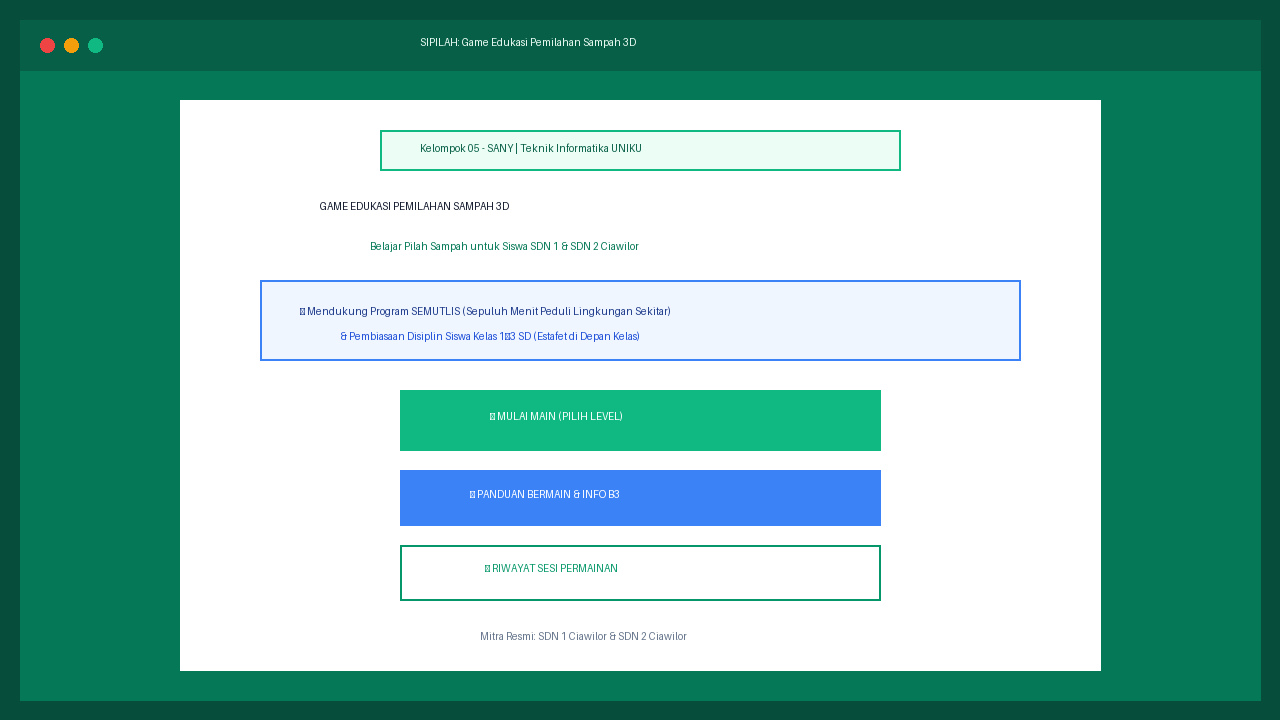 SIPILAH: Game Edukasi Pemilahan Sampah 3D
Kelompok 05 - SANY | Teknik Informatika UNIKU
GAME EDUKASI PEMILAHAN SAMPAH 3D
Belajar Pilah Sampah untuk Siswa SDN 1 & SDN 2 Ciawilor
Mendukung Program SEMUTLIS (Sepuluh Menit Peduli Lingkungan Sekitar)
& Pembiasaan Disiplin Siswa Kelas 1▯3 SD (Estafet di Depan Kelas)
MULAI MAIN (PILIH LEVEL)
PANDUAN BERMAIN & INFO B3
RIWAYAT SESI PERMAINAN
Mitra Resmi: SDN 1 Ciawilor & SDN 2 Ciawilor